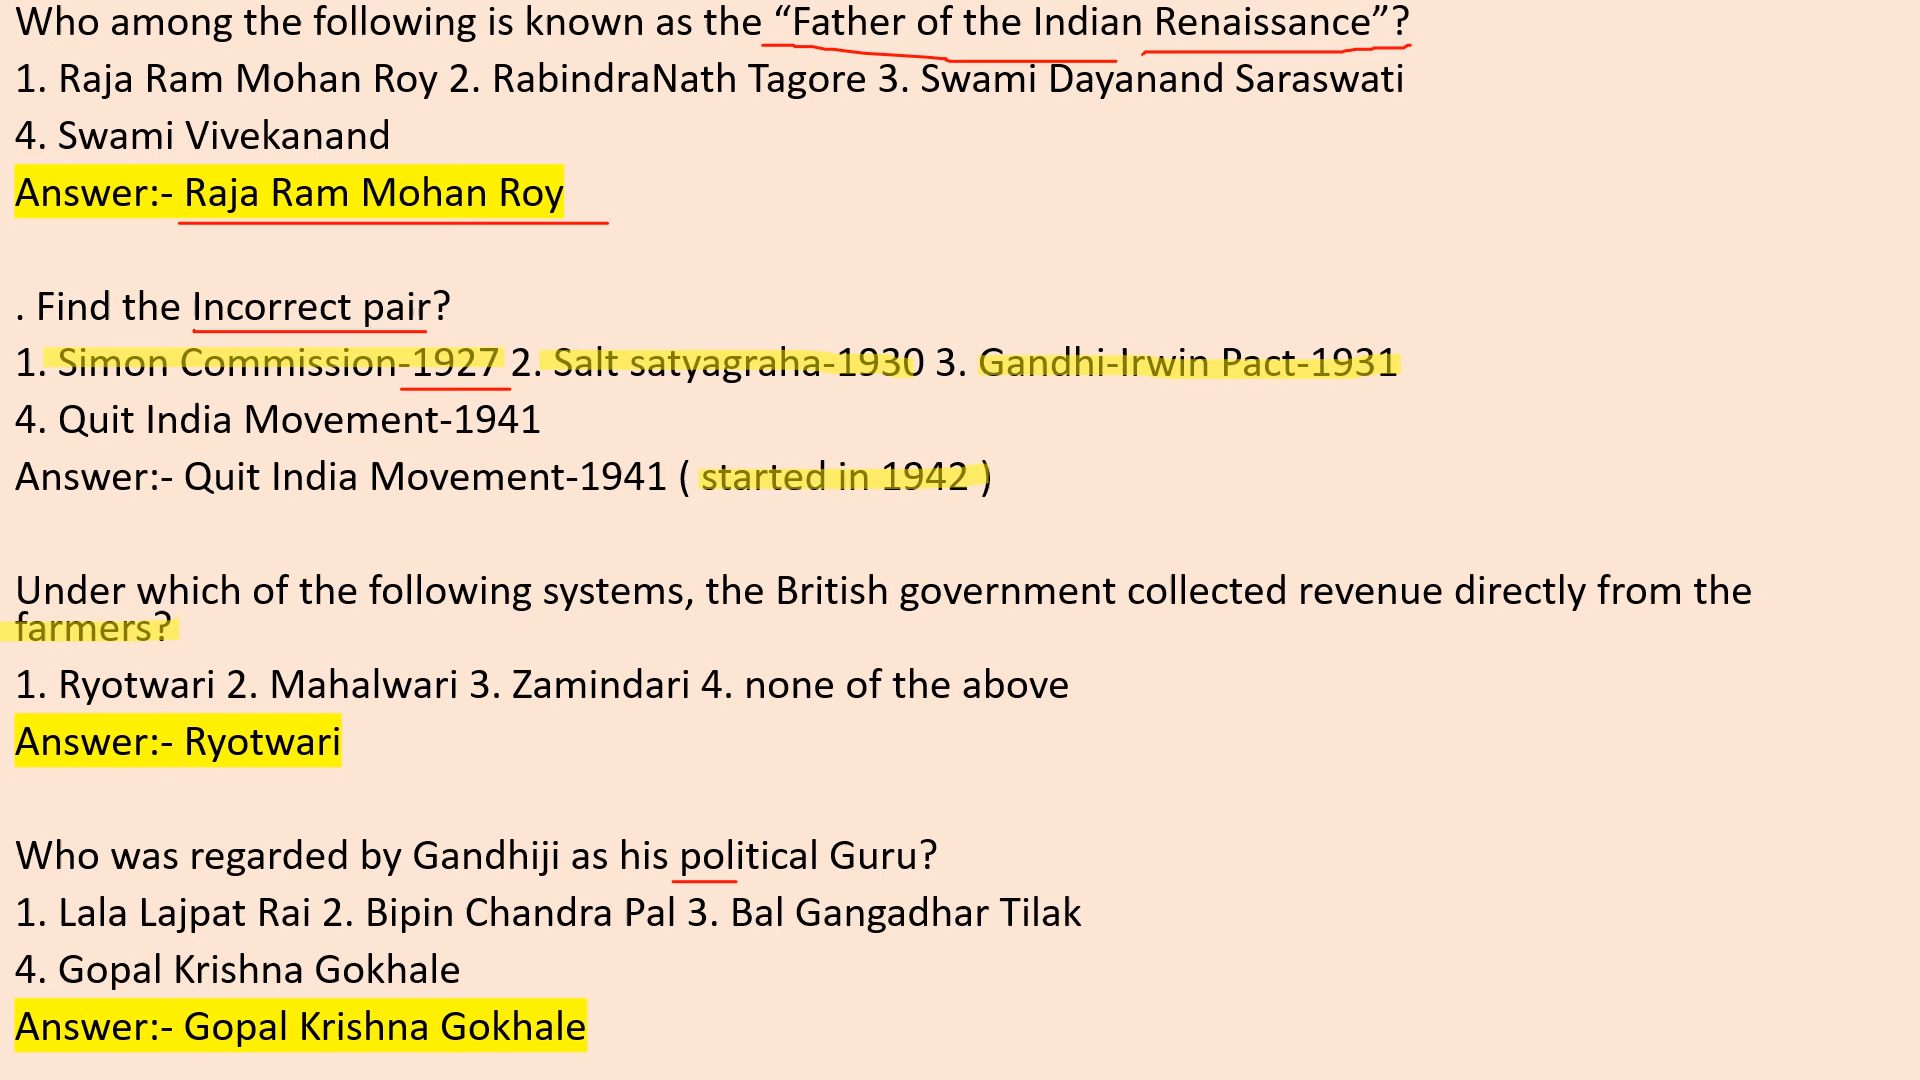 Who among the following is known as the “Father of the Indian Renaissance”?
1. Raja Ram Mohan Roy 2. RabindraNath Tagore 3. Swami Dayanand Saraswati
4. Swami Vivekanand
Answer:- Raja Ram Mohan Roy
. Find the Incorrect pair?
1. Simon Commission-1927 2. Salt satyagraha-1930 3. Gandhi-Irwin Pact-1931
4. Quit India Movement-1941
Answer:- Quit India Movement-1941 ( started in 1942 )
Under which of the following systems, the British government collected revenue directly from the
farmers?
1. Ryotwari 2. Mahalwari 3. Zamindari 4. none of the above
Answer:- Ryotwari
Who was regarded by Gandhiji as his political Guru?
1. Lala Lajpat Rai 2. Bipin Chandra Pal 3. Bal Gangadhar Tilak
4. Gopal Krishna Gokhale
Answer:- Gopal Krishna Gokhale